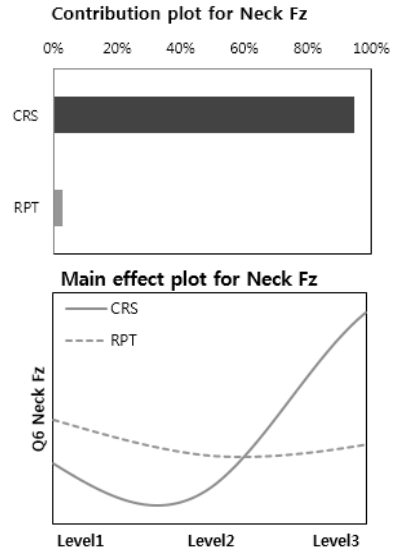 Contribution plot for Neck Fz
0% 20% 40% 60% 80% 100%
CRS
RPT
Main effect plot for Neck Fz
CRS
RPT
Q6 Neck Fz
Level1 Level2 Level3